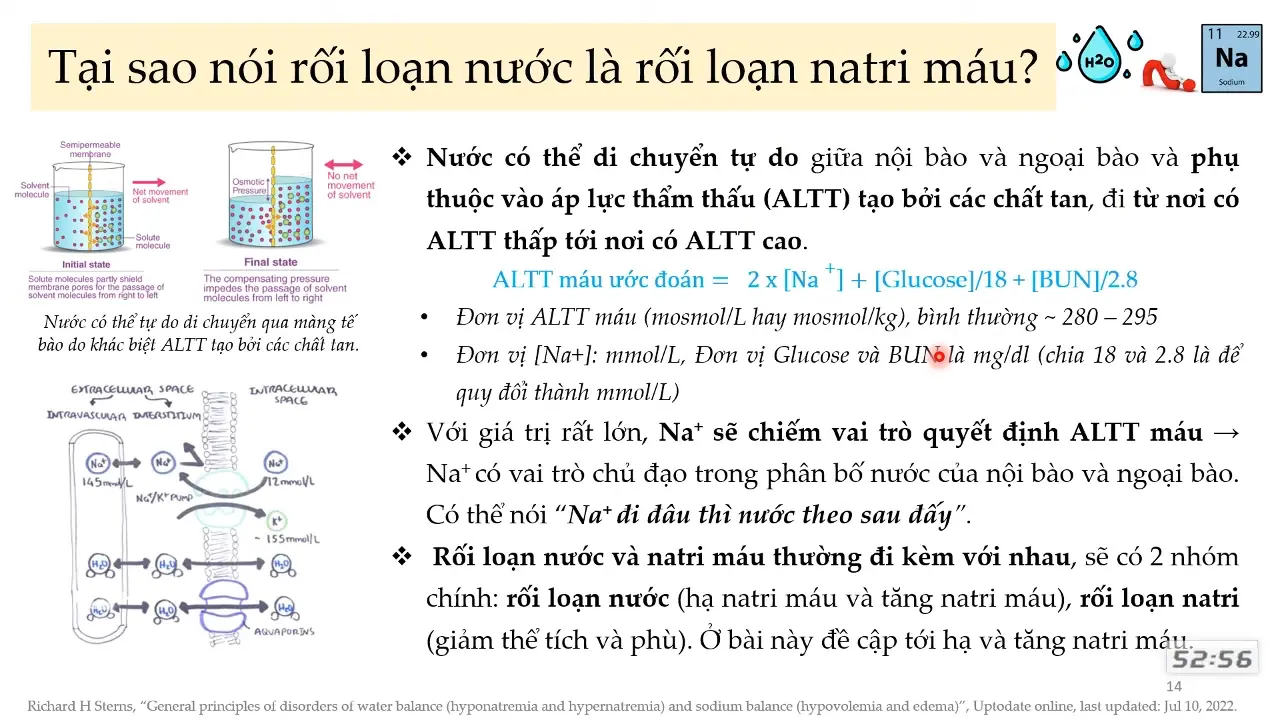 Tại sao nói rối loạn nước là rối loạn natri máu?
H2O
11 22.99
Na
Sodium
Semipermeable
membrane
Solvent
molecule
Net movement
of solvent
Solute
molecule
Initial state
Solute molecules partly shield
membrane pores for the passage of
solvent molecules from right to left
Osmotic
Pressure
No net
movement
of solvent
Final state
The compensating pressure
impedes the passage of solvent
molecules from left to right
Nước có thể tự do di chuyển qua màng tế
bào do khác biệt ALTT tạo bởi các chất tan.
EXTRACELLULAR SPACE
INTRAVASCULAR INTERSTITIUM
INTRACELLULAR
SPACE
Na+ Na+ Na+
145mmol/L
12mmol/L
Na+/K+ PUMP
K+
~ 155mmol/L
H2O H2O H2O
H2O H2O H2O
AQUAPORINS
❖ Nước có thể di chuyển tự do giữa nội bào và ngoại bào và phụ
thuộc vào áp lực thẩm thấu (ALTT) tạo bởi các chất tan, đi từ nơi có
ALTT thấp tới nơi có ALTT cao.
ALTT máu ước đoán = 2 x [Na +] + [Glucose]/18 + [BUN]/2.8
• Đơn vị ALTT máu (mosmol/L hay mosmol/kg), bình thường ~ 280 – 295
• Đơn vị [Na+]: mmol/L, Đơn vị Glucose và BUN là mg/dl (chia 18 và 2.8 là để
quy đổi thành mmol/L)
❖ Với giá trị rất lớn, Na+ sẽ chiếm vai trò quyết định ALTT máu →
Na+ có vai trò chủ đạo trong phân bố nước của nội bào và ngoại bào.
Có thể nói “Na+ đi đâu thì nước theo sau đấy”.
❖ Rối loạn nước và natri máu thường đi kèm với nhau, sẽ có 2 nhóm
chính: rối loạn nước (hạ natri máu và tăng natri máu), rối loạn natri
(giảm thể tích và phù). Ở bài này đề cập tới hạ và tăng natri máu.
52:56
14
Richard H Sterns, “General principles of disorders of water balance (hyponatremia and hypernatremia) and sodium balance (hypovolemia and edema)”, Uptodate online, last updated: Jul 10, 2022.